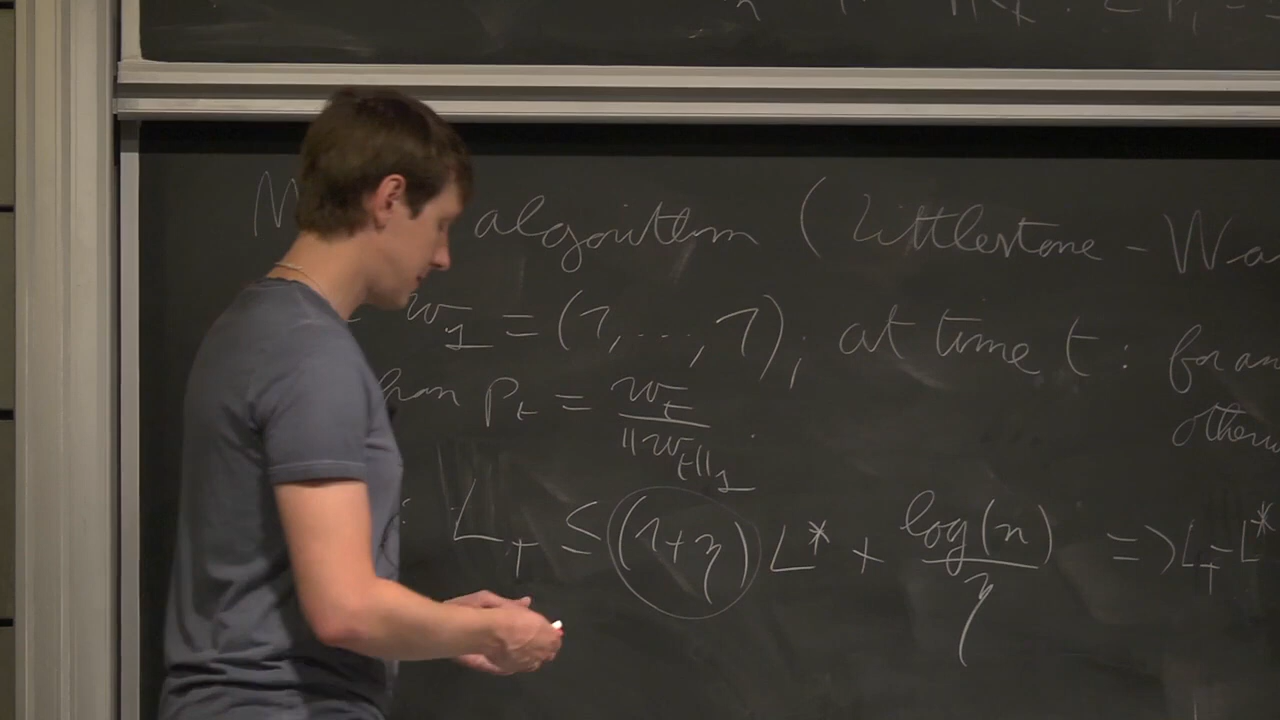 algorithm (Littlestone - Wa
w_1 = (1, ..., 1); at time t : for an
p_t = w_t / ||w_t||_1 . otherw
: L_T ≤ (1+η) L* + log(n) / η => L_T - L*